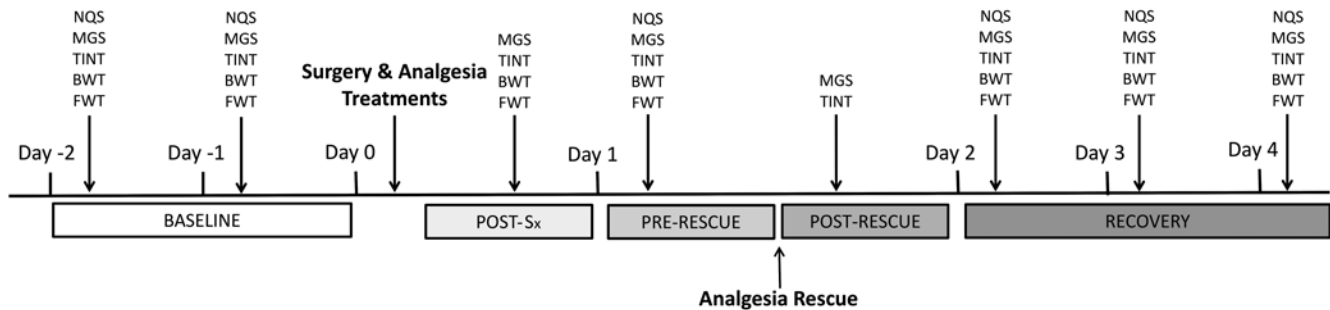 NQS
MGS
TINT
BWT
FWT
NQS
MGS
TINT
BWT
FWT
Surgery & Analgesia
Treatments
MGS
TINT
BWT
FWT
NQS
MGS
TINT
BWT
FWT
MGS
TINT
NQS
MGS
TINT
BWT
FWT
NQS
MGS
TINT
BWT
FWT
NQS
MGS
TINT
BWT
FWT
Day -2
Day -1
Day 0
Day 1
Day 2
Day 3
Day 4
BASELINE
POST-Sx
PRE-RESCUE
POST-RESCUE
RECOVERY
Analgesia Rescue